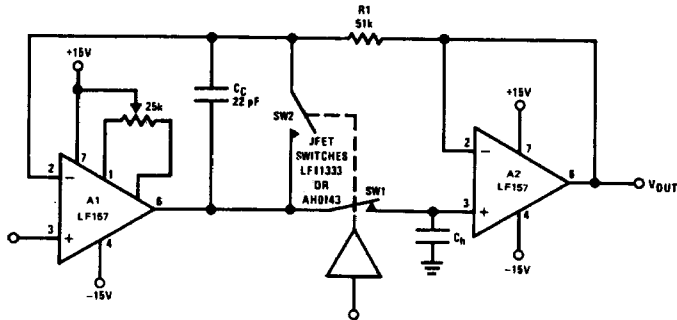 R1
51k
+15V
25k
CC
22 pF
SW2
JFET
SWITCHES
LF11333
OR
AH0143
SW1
+15V
2
7
1
A1
LF157
6
3
4
-15V
2
7
A2
LF157
6
VOUT
3
4
-15V
Ch